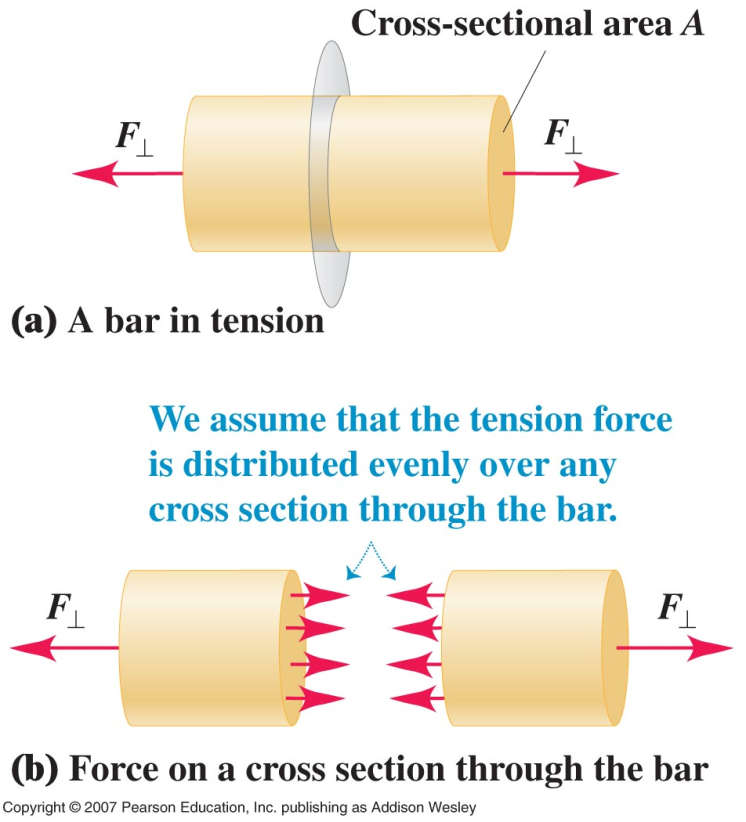 Cross-sectional area A
F⊥
F⊥
(a) A bar in tension
We assume that the tension force
is distributed evenly over any
cross section through the bar.
F⊥
F⊥
(b) Force on a cross section through the bar
Copyright © 2007 Pearson Education, Inc. publishing as Addison Wesley